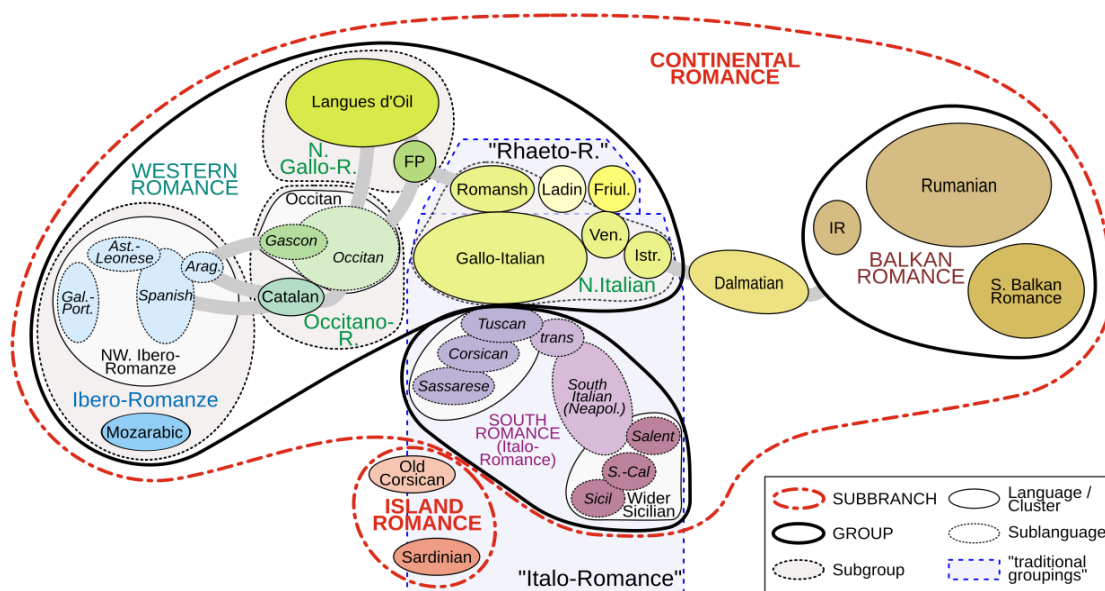 CONTINENTAL
ROMANCE
Langues d'Oil
N.
Gallo-R.
FP
"Rhaeto-R."
WESTERN
ROMANCE
Romansh
Ladin
Friul.
Rumanian
Occitan
Gascon
Occitan
Ast.-
Leonese
Arag.
Gal.-
Port.
Spanish
Catalan
Occitano-
R.
NW. Ibero-
Romanze
Ibero-Romanze
Mozarabic
Gallo-Italian
Ven.
Istr.
N.Italian
Dalmatian
IR
BALKAN
ROMANCE
S. Balkan
Romance
Tuscan
trans
Corsican
Sassarese
South
Italian
(Neapol.)
SOUTH
ROMANCE
(Italo-
Romance)
Salent
S.-Cal
Sicil
Wider
Sicilian
Old
Corsican
ISLAND
ROMANCE
Sardinian
"Italo-Romance"
SUBBRANCH
GROUP
Subgroup
Language /
Cluster
Sublanguage
"traditional
groupings"